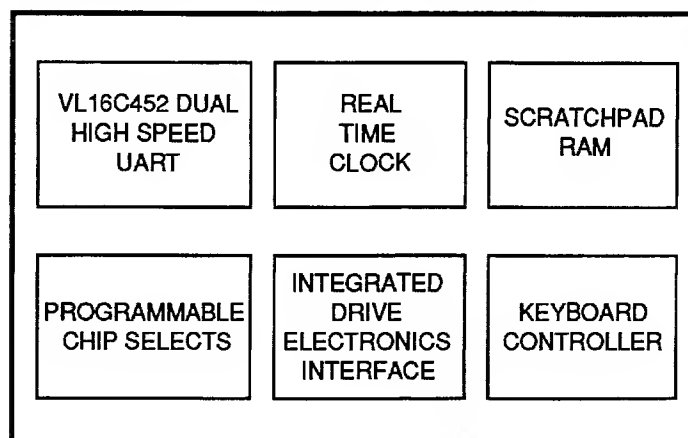 VL16C452 DUAL
HIGH SPEED
UART
REAL
TIME
CLOCK
SCRATCHPAD
RAM
PROGRAMMABLE
CHIP SELECTS
INTEGRATED
DRIVE
ELECTRONICS
INTERFACE
KEYBOARD
CONTROLLER